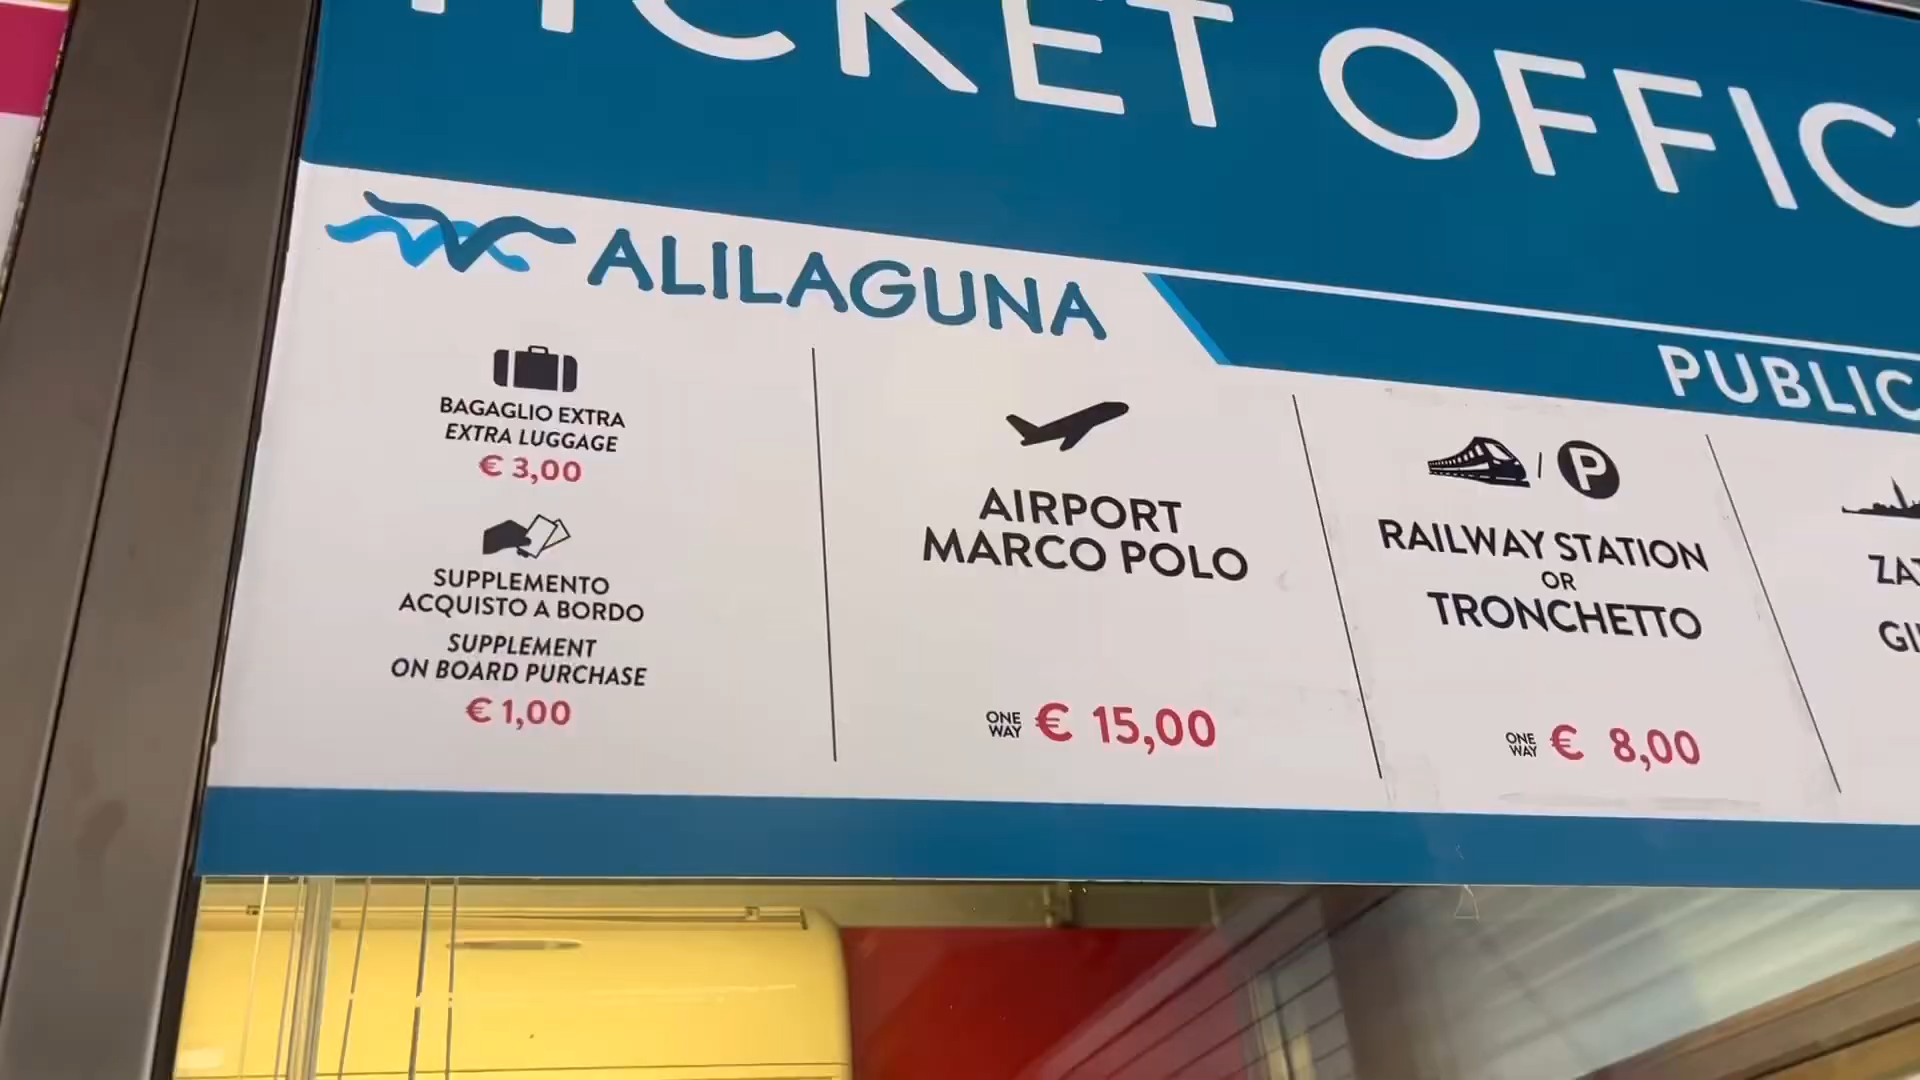 TICKET OFFIC
ALILAGUNA
PUBLIC
BAGAGLIO EXTRA
EXTRA LUGGAGE
€ 3,00
SUPPLEMENTO
ACQUISTO A BORDO
SUPPLEMENT
ON BOARD PURCHASE
€ 1,00
AIRPORT
MARCO POLO
ONE WAY € 15,00
P
RAILWAY STATION
OR
TRONCHETTO
ONE WAY € 8,00